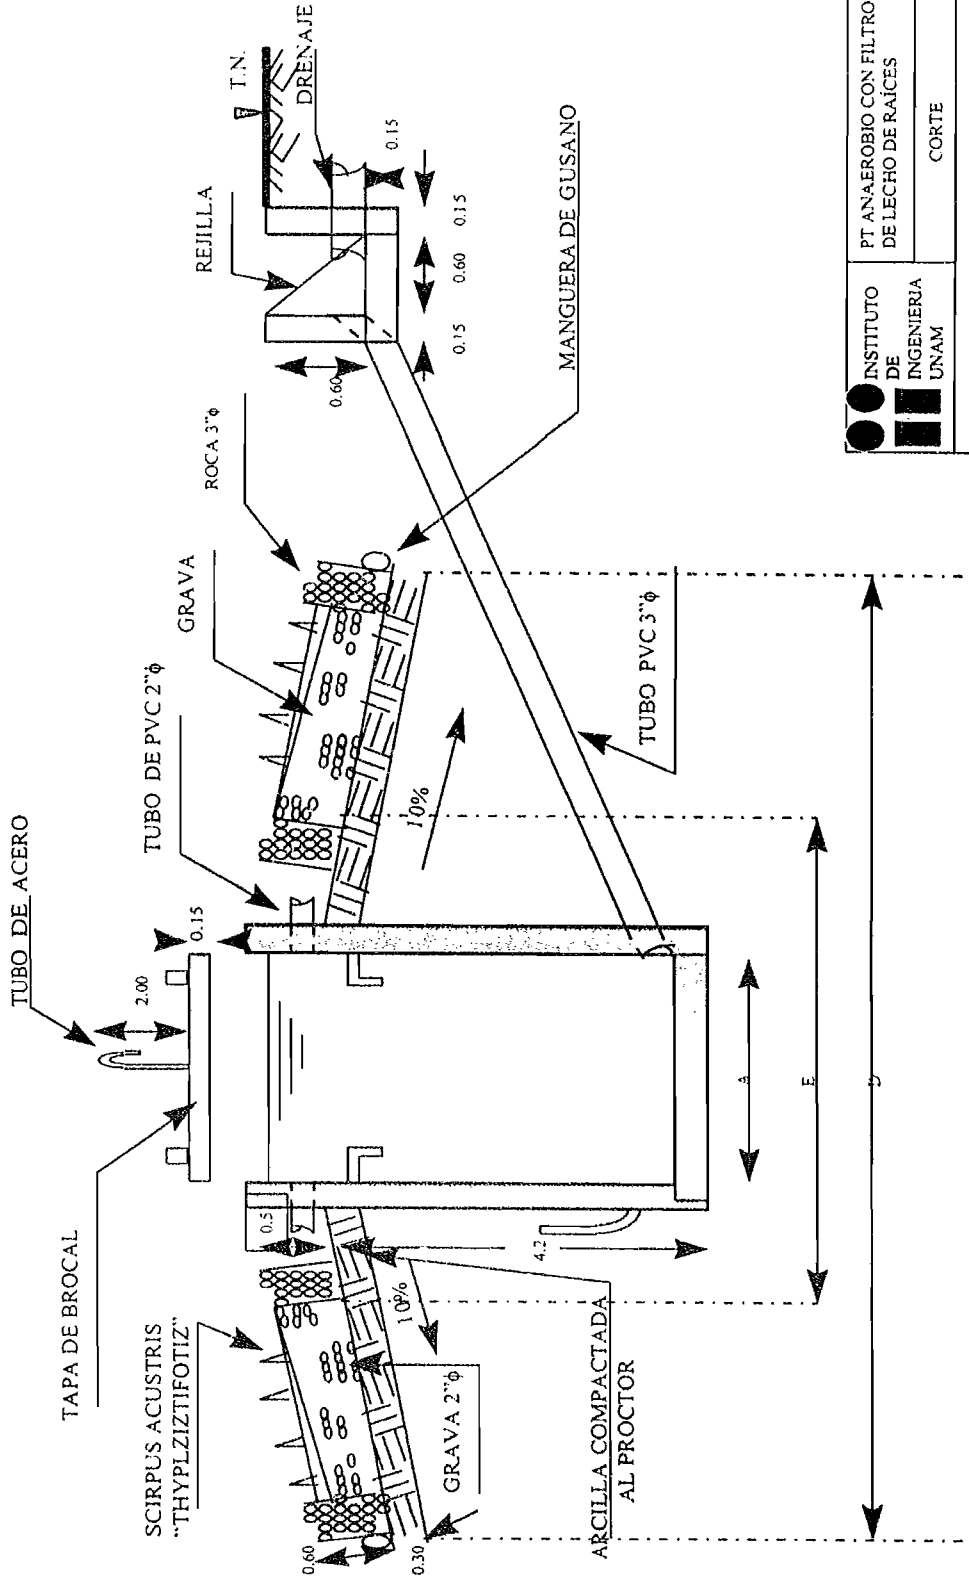 TUBO DE ACERO
TAPA DE BROCAL
2.00
0.15
TUBO DE PVC 2"φ
GRAVA
ROCA 3"φ
REJILLA
T.N.
DRENAJE
SCIRPUS ACUSTRIS
"THYPLZIZTIFOTIZ"
0.60
0.30
0.5
10%
4.2
GRAVA 2"φ
ARCILLA COMPACTADA
AL PROCTOR
10%
0.60
0.15
0.15
0.60
0.15
MANGUERA DE GUSANO
TUBO PVC 3"φ
A
E
D
INSTITUTO
DE
INGENIERIA
UNAM
PT ANAEROBIO CON FILTRO
DE LECHO DE RAÍCES
CORTE